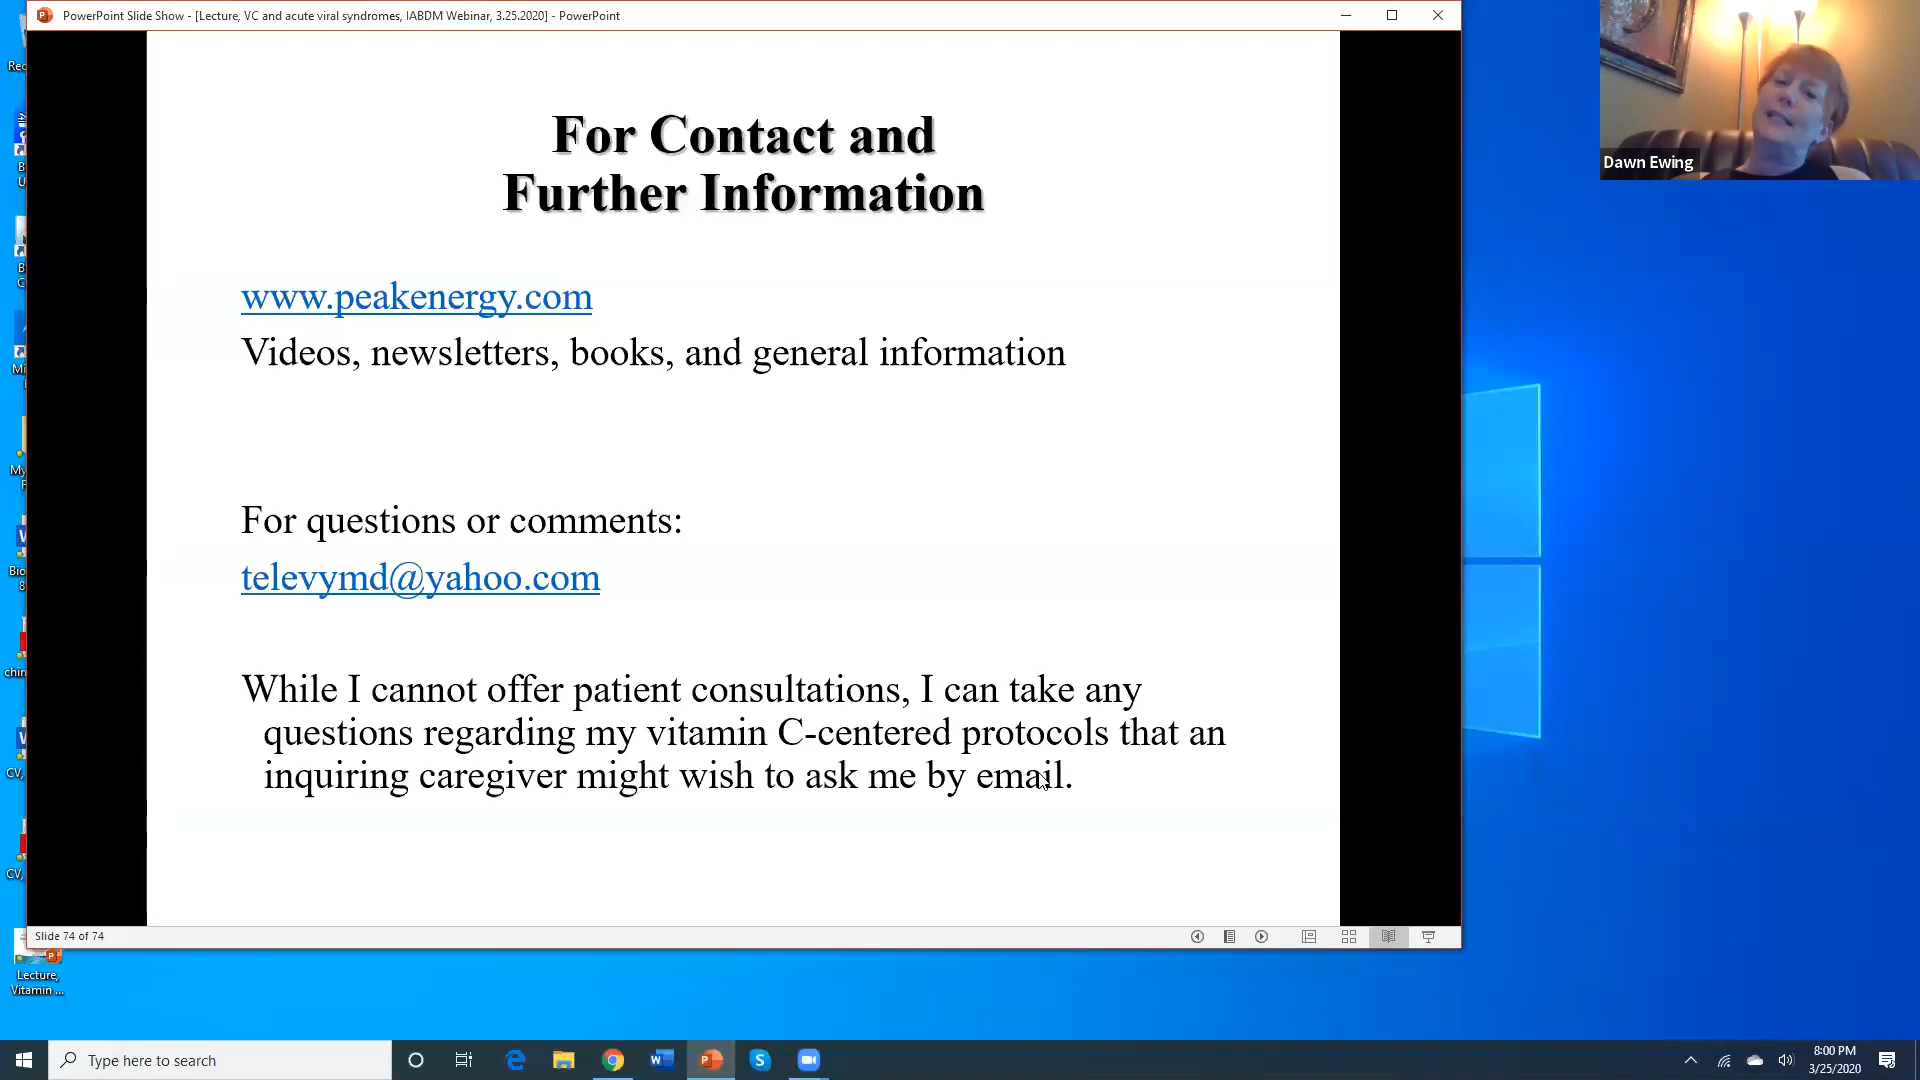 PowerPoint Slide Show - [Lecture, VC and acute viral syndromes, IABDM Webinar, 3.25.2020] - PowerPoint
Dawn Ewing
For Contact and
Further Information
www.peakenergy.com
Videos, newsletters, books, and general information
For questions or comments:
televymd@yahoo.com
While I cannot offer patient consultations, I can take any
questions regarding my vitamin C-centered protocols that an
inquiring caregiver might wish to ask me by email.
Slide 74 of 74
Lecture,
Vitamin ...
Type here to search
8:00 PM
3/25/2020